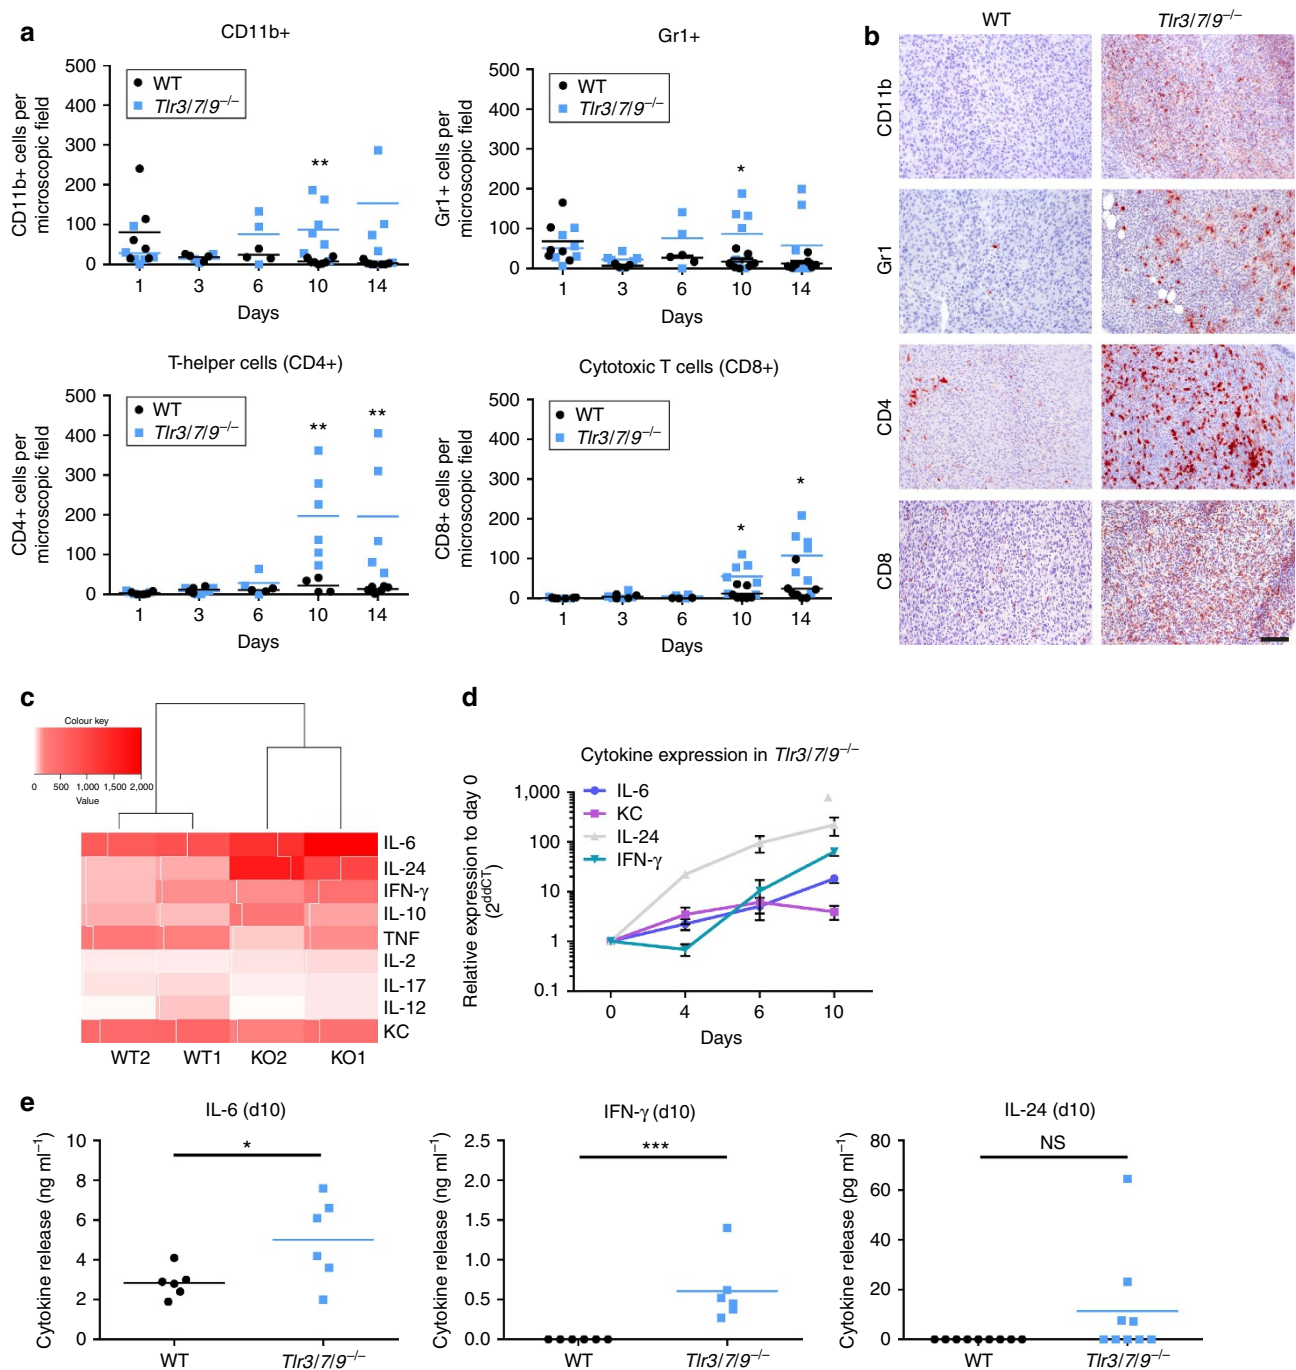 a
CD11b+
CD11b+ cells per
microscopic field
500
400
300
200
100
0
WT
Tlr3/7/9−/−
**
1 3 6 10 14
Days
Gr1+
Gr1+ cells per
microscopic field
500
400
300
200
100
0
WT
Tlr3/7/9−/−
*
1 3 6 10 14
Days
T-helper cells (CD4+)
CD4+ cells per
microscopic field
500
400
300
200
100
0
WT
Tlr3/7/9−/−
** **
1 3 6 10 14
Days
Cytotoxic T cells (CD8+)
CD8+ cells per
microscopic field
500
400
300
200
100
0
WT
Tlr3/7/9−/−
* *
1 3 6 10 14
Days
b
WT Tlr3/7/9−/−
CD11b
Gr1
CD4
CD8
c
Colour key
0 500 1,000 1,500 2,000
Value
IL-6
IL-24
IFN-γ
IL-10
TNF
IL-2
IL-17
IL-12
KC
WT2 WT1 KO2 KO1
d
Cytokine expression in Tlr3/7/9−/−
Relative expression to day 0
(2^ddCT)
1,000
100
10
1
0.1
IL-6
KC
IL-24
IFN-γ
0 4 6 10
Days
e
IL-6 (d10)
Cytokine release (ng ml−1)
10
8
6
4
2
0
*
WT Tlr3/7/9−/−
IFN-γ (d10)
Cytokine release (ng ml−1)
2.5
2.0
1.5
1.0
0.5
0.0
***
WT Tlr3/7/9−/−
IL-24 (d10)
Cytokine release (pg ml−1)
80
60
40
20
0
NS
WT Tlr3/7/9−/−